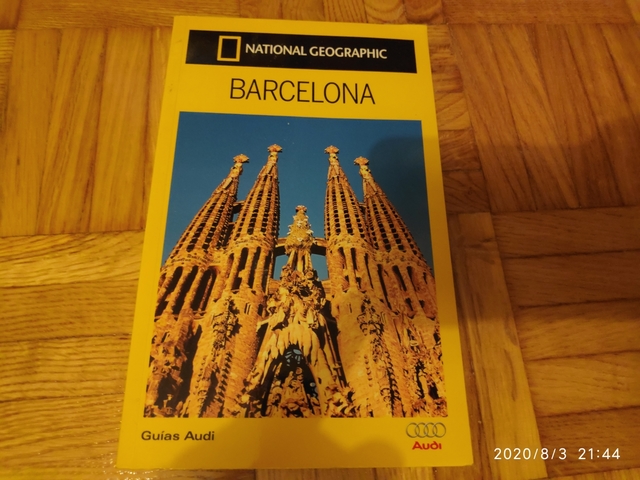 NATIONAL GEOGRAPHIC
BARCELONA
Guías Audi
Audi
2020/8/3 21:44